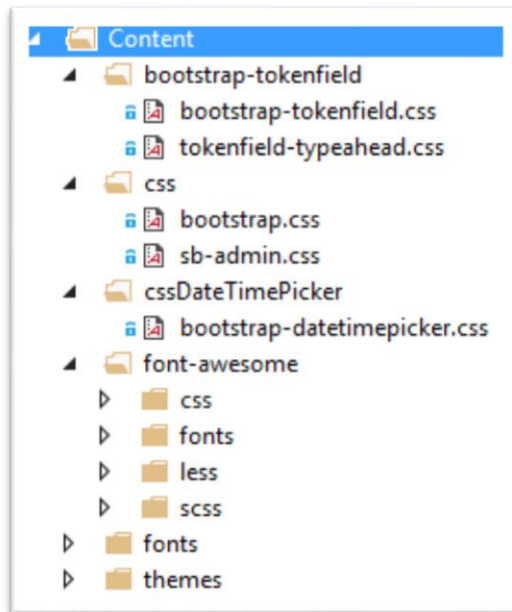 Content
bootstrap-tokenfield
bootstrap-tokenfield.css
tokenfield-typeahead.css
css
bootstrap.css
sb-admin.css
cssDateTimePicker
bootstrap-datetimepicker.css
font-awesome
css
fonts
less
scss
fonts
themes